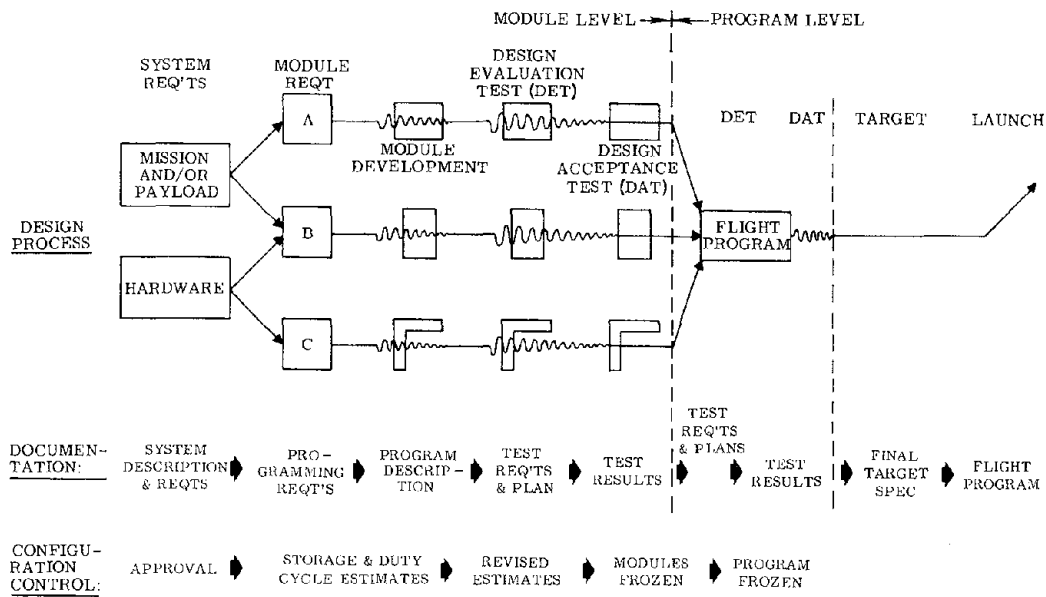 MODULE LEVEL
PROGRAM LEVEL
SYSTEM
REQ'TS
MODULE
REQT
DESIGN
EVALUATION
TEST (DET)
A
MODULE
DEVELOPMENT
DESIGN
ACCEPTANCE
TEST (DAT)
DET
DAT
TARGET
LAUNCH
MISSION
AND/OR
PAYLOAD
DESIGN
PROCESS
B
FLIGHT
PROGRAM
HARDWARE
C
DOCUMEN-
TATION:
SYSTEM
DESCRIPTION
& REQTS
PRO-
GRAMMING
REQT'S
PROGRAM
DESCRIP-
TION
TEST
REQ'TS
& PLAN
TEST
RESULTS
TEST
REQ'TS
& PLANS
TEST
RESULTS
FINAL
TARGET
SPEC
FLIGHT
PROGRAM
CONFIGU-
RATION
CONTROL:
APPROVAL
STORAGE & DUTY
CYCLE ESTIMATES
REVISED
ESTIMATES
MODULES
FROZEN
PROGRAM
FROZEN